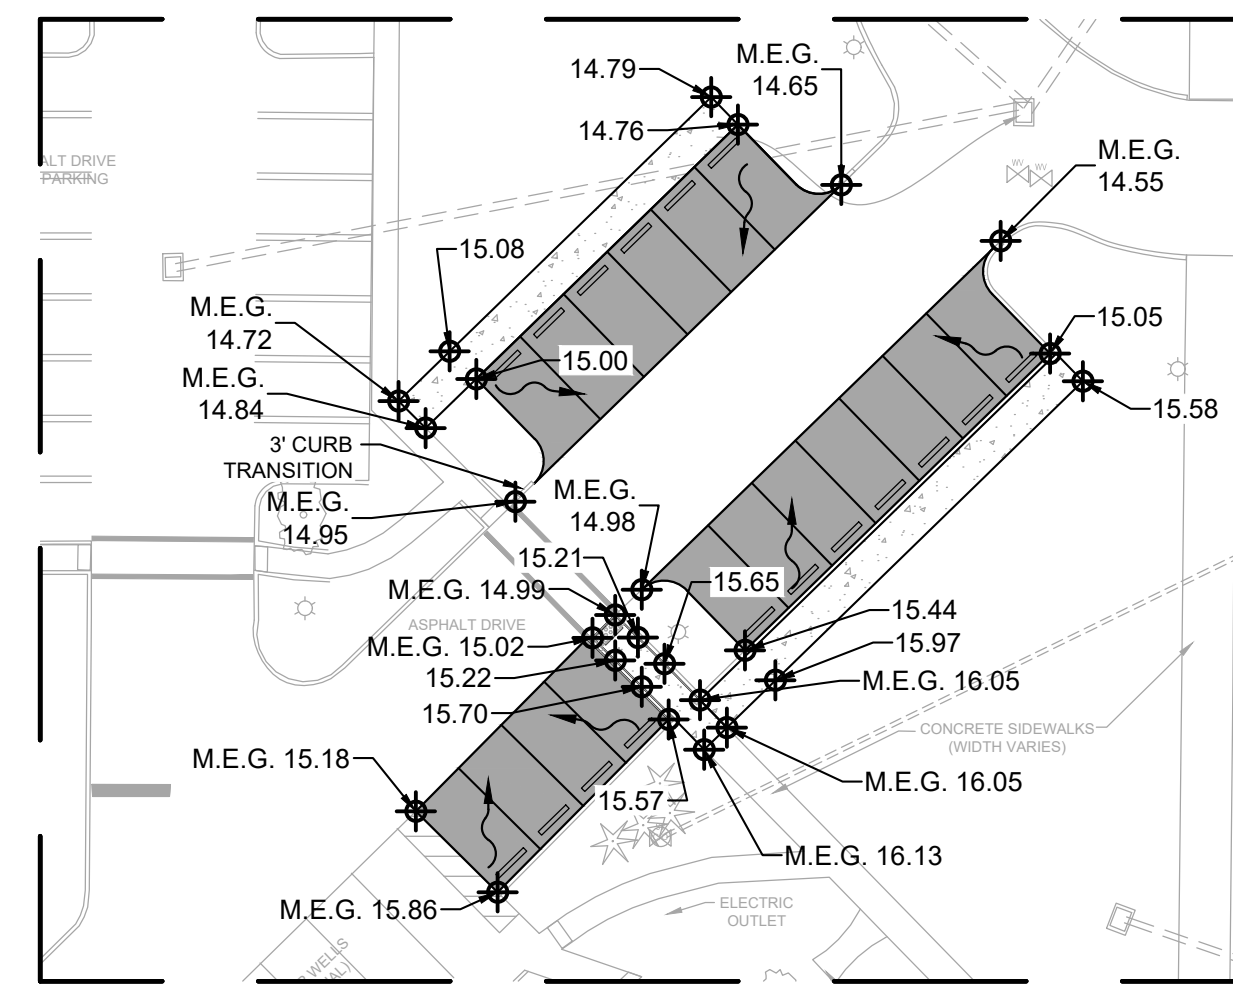 14.79
M.E.G.
14.65
14.76
M.E.G.
14.55
ALT DRIVE
PARKING
WV
WV
15.08
M.E.G.
14.72
15.05
15.00
M.E.G.
14.84
15.58
3' CURB
TRANSITION
M.E.G.
14.95
M.E.G.
14.98
15.21
15.65
M.E.G. 14.99
15.44
ASPHALT DRIVE
M.E.G. 15.02
15.97
15.22
M.E.G. 16.05
15.70
CONCRETE SIDEWALKS
(WIDTH VARIES)
M.E.G. 15.18
M.E.G. 16.05
15.57
M.E.G. 16.13
M.E.G. 15.86
ELECTRIC
OUTLET
WELLS